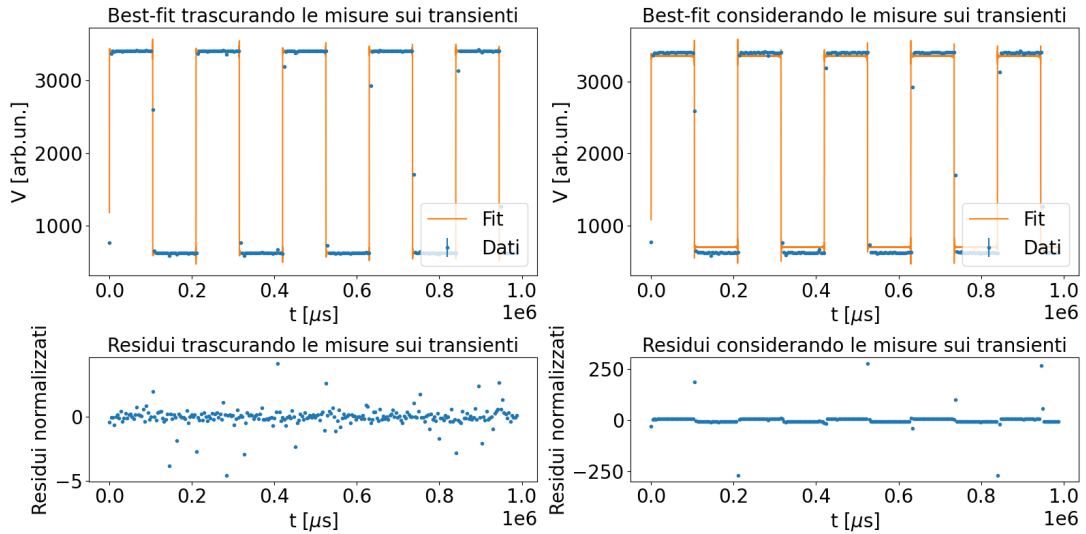 Best-fit trascurando le misure sui transienti
V [arb.un.]
3000
2000
1000
Fit
Dati
0.0 0.2 0.4 0.6 0.8 1.0
t [μs]
1e6
Best-fit considerando le misure sui transienti
V [arb.un.]
3000
2000
1000
Fit
Dati
0.0 0.2 0.4 0.6 0.8 1.0
t [μs]
1e6
Residui trascurando le misure sui transienti
Residui normalizzati
0
−5
0.0 0.2 0.4 0.6 0.8 1.0
t [μs]
1e6
Residui considerando le misure sui transienti
Residui normalizzati
250
0
−250
0.0 0.2 0.4 0.6 0.8 1.0
t [μs]
1e6